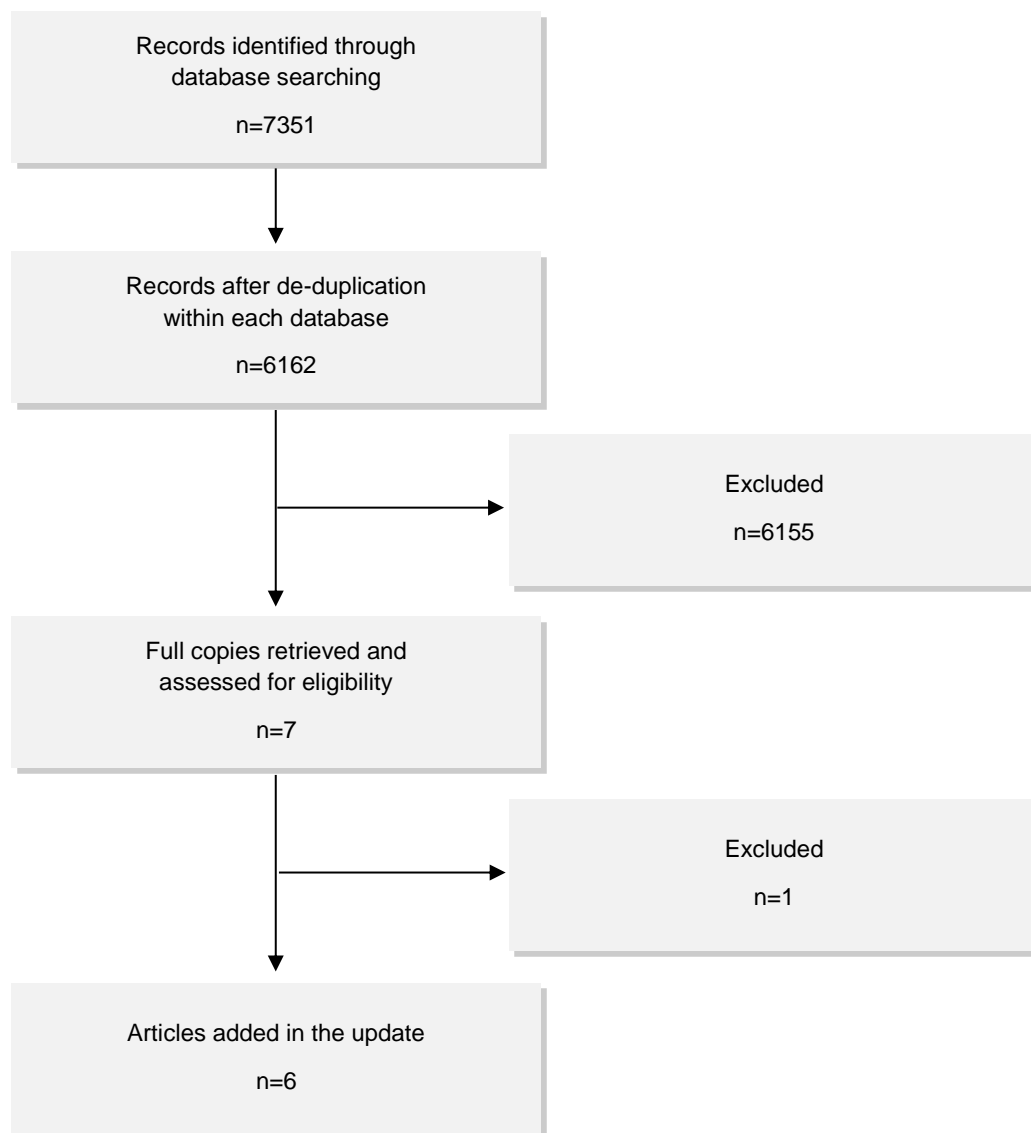 Records identified through
database searching
n=7351
Records after de-duplication
within each database
n=6162
Excluded
n=6155
Full copies retrieved and
assessed for eligibility
n=7
Excluded
n=1
Articles added in the update
n=6